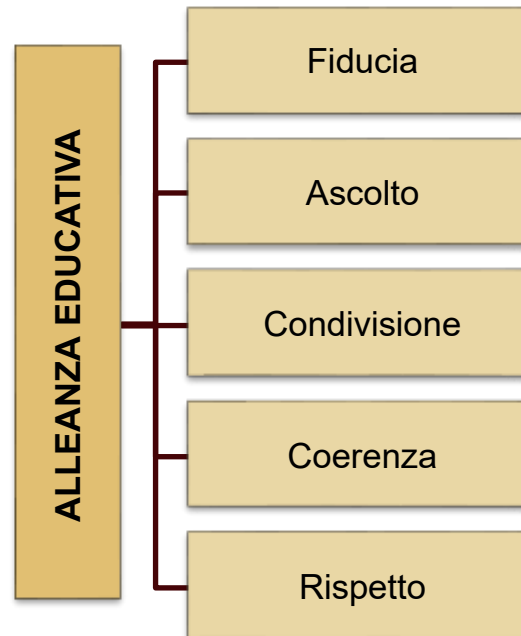 ALLEANZA EDUCATIVA
Fiducia
Ascolto
Condivisione
Coerenza
Rispetto